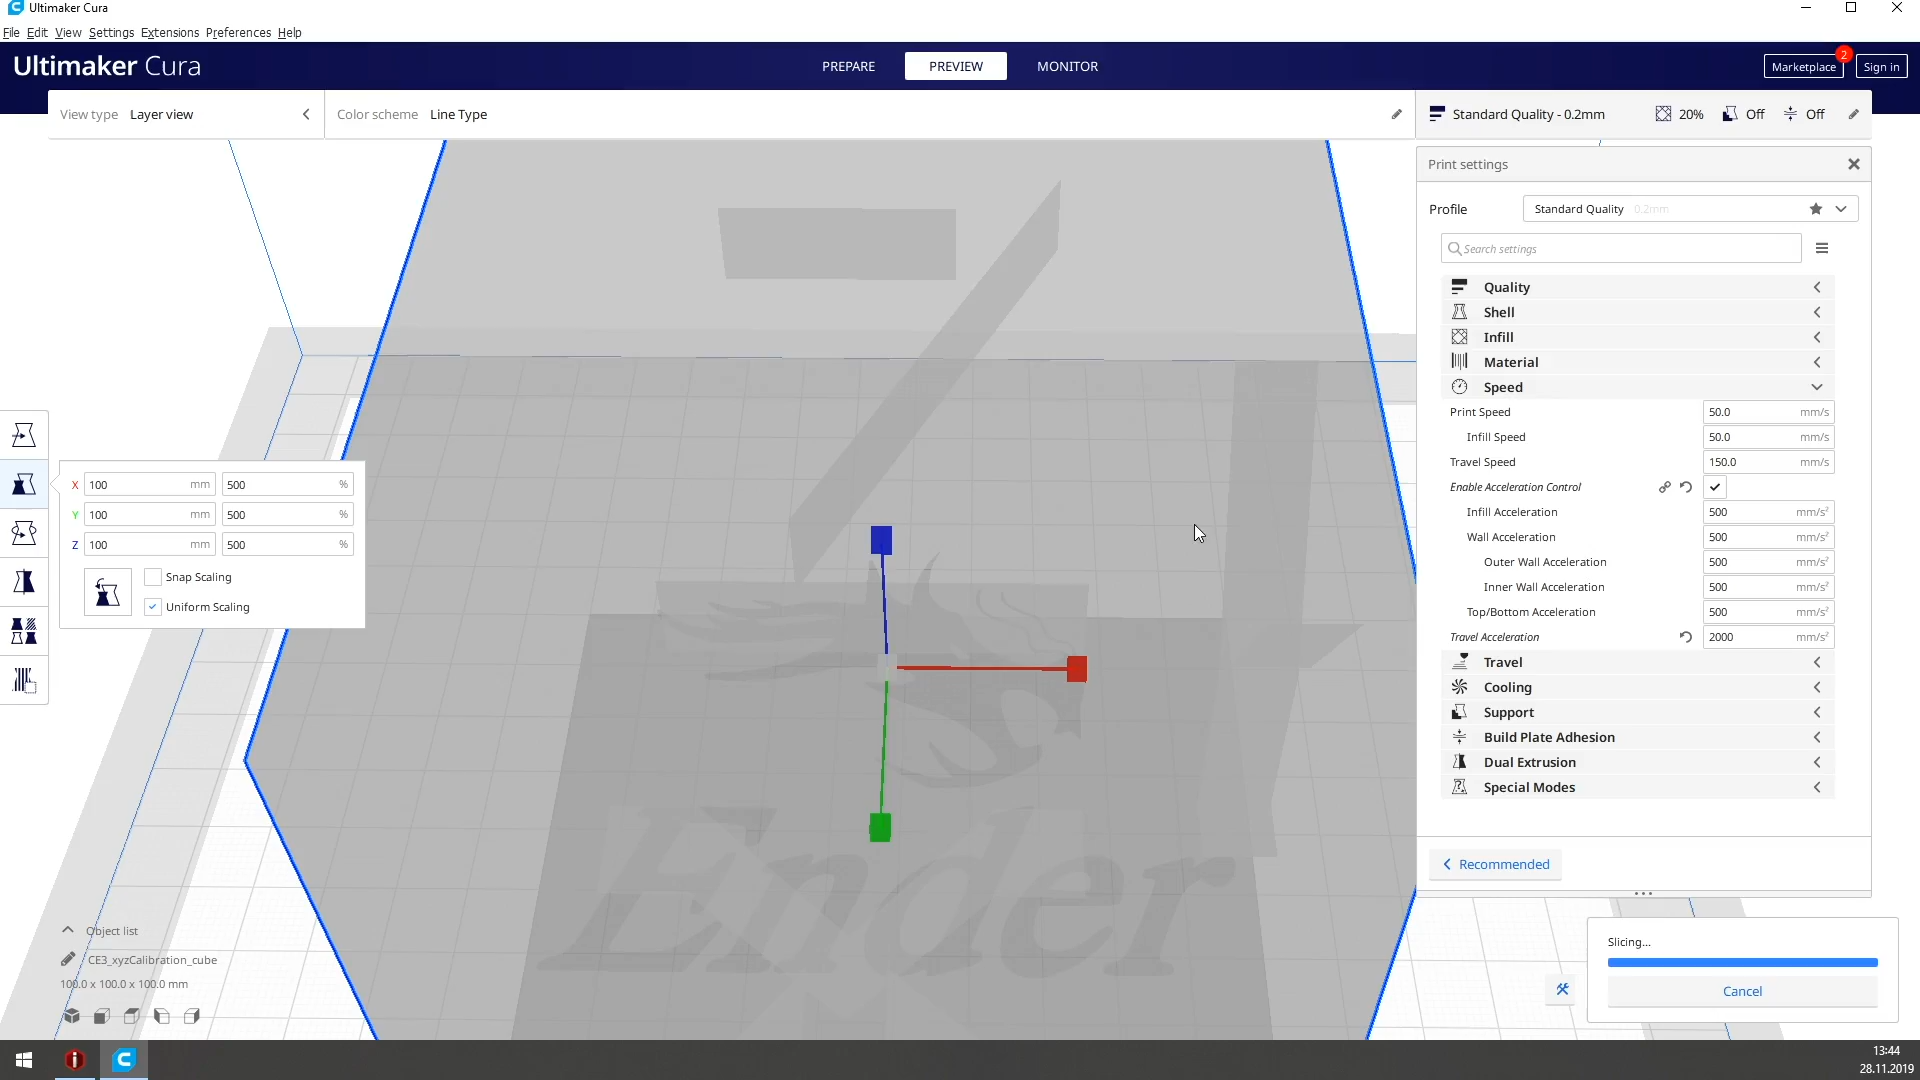 Ultimaker Cura
File Edit View Settings Extensions Preferences Help
Ultimaker Cura
PREPARE
PREVIEW
MONITOR
Marketplace
2
Sign in
View type Layer view
Color scheme Line Type
Standard Quality - 0.2mm
20%
Off
Off
Print settings
Profile
Standard Quality 0.2mm
Search settings
Quality
Shell
Infill
Material
Speed
Print Speed 50.0 mm/s
Infill Speed 50.0 mm/s
Travel Speed 150.0 mm/s
Enable Acceleration Control
Infill Acceleration 500 mm/s²
Wall Acceleration 500 mm/s²
Outer Wall Acceleration 500 mm/s²
Inner Wall Acceleration 500 mm/s²
Top/Bottom Acceleration 500 mm/s²
Travel Acceleration 2000 mm/s²
Travel
Cooling
Support
Build Plate Adhesion
Dual Extrusion
Special Modes
Recommended
X 100 mm 500 %
Y 100 mm 500 %
Z 100 mm 500 %
Snap Scaling
Uniform Scaling
Ender
Object list
CE3_xyzCalibration_cube
100.0 x 100.0 x 100.0 mm
Slicing...
Cancel
13:44
28.11.2019